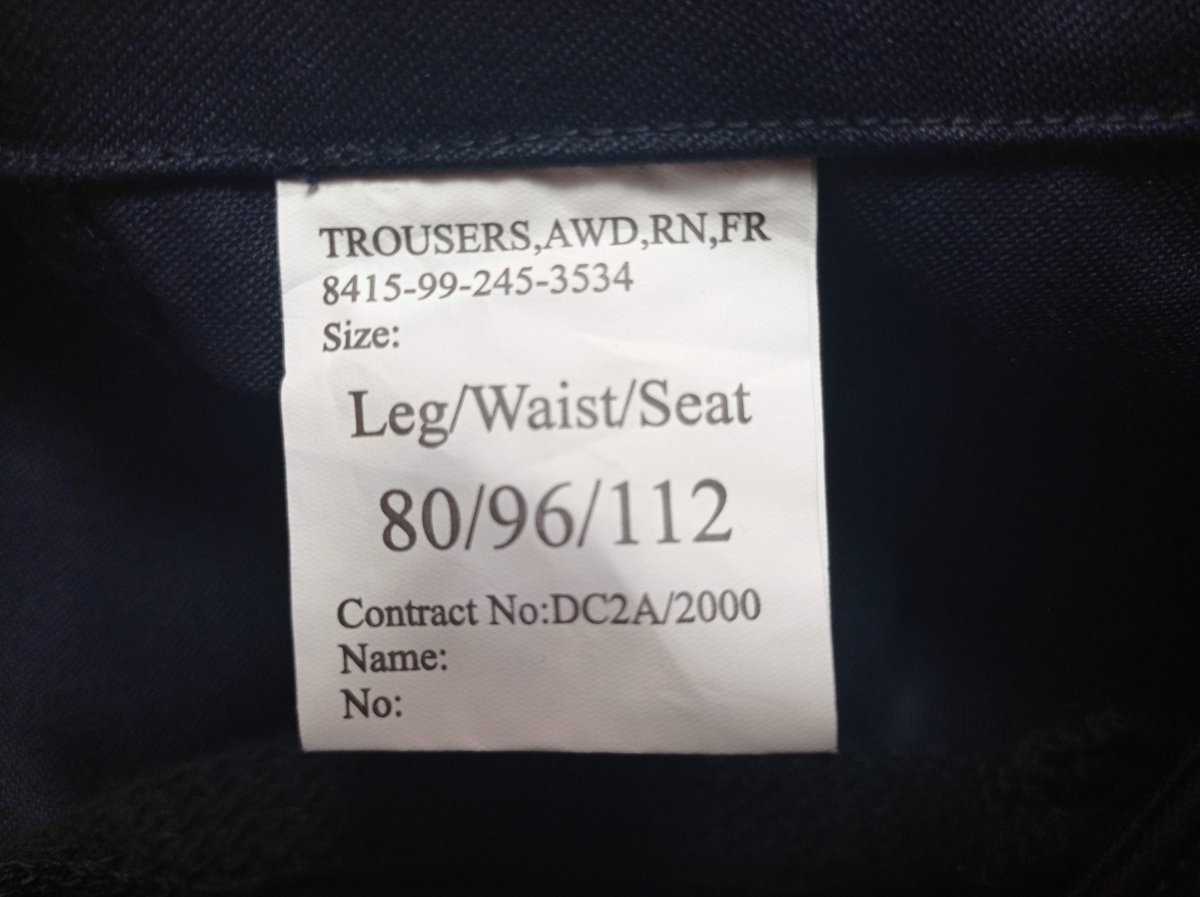 TROUSERS,AWD,RN,FR
8415-99-245-3534
Size:
Leg/Waist/Seat
80/96/112
Contract No:DC2A/2000
Name:
No: